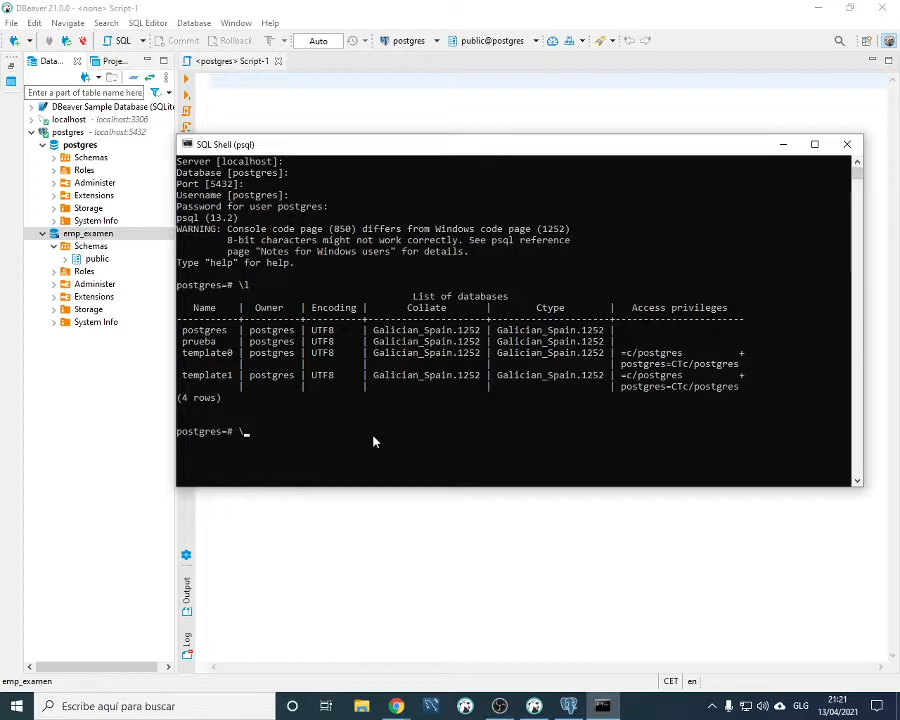 DBeaver 21.0.0 - <none> Script-1
File Edit Navigate Search SQL Editor Database Window Help
SQL Commit Rollback Auto postgres public@postgres
Data... Proje... <postgres> Script-1
Enter a part of table name here
DBeaver Sample Database (SQLite
localhost - localhost:3306
postgres - localhost:5432
postgres
Schemas
Roles
Administer
Extensions
Storage
System Info
emp_examen
Schemas
public
Roles
Administer
Extensions
Storage
System Info
SQL Shell (psql)
Server [localhost]:
Database [postgres]:
Port [5432]:
Username [postgres]:
Password for user postgres:
psql (13.2)
WARNING: Console code page (850) differs from Windows code page (1252)
8-bit characters might not work correctly. See psql reference
page "Notes for Windows users" for details.
Type "help" for help.
postgres=# \l
List of databases
Name | Owner | Encoding | Collate | Ctype | Access privileges
-----------+----------+----------+---------------------+---------------------+-----------------------
postgres | postgres | UTF8 | Galician_Spain.1252 | Galician_Spain.1252 |
prueba | postgres | UTF8 | Galician_Spain.1252 | Galician_Spain.1252 |
template0 | postgres | UTF8 | Galician_Spain.1252 | Galician_Spain.1252 | =c/postgres +
| | | | | postgres=CTc/postgres
template1 | postgres | UTF8 | Galician_Spain.1252 | Galician_Spain.1252 | =c/postgres +
| | | | | postgres=CTc/postgres
(4 rows)
postgres=# \_
Output
Log
emp_examen CET en
Escribe aquí para buscar
GLG 21:21
13/04/2021